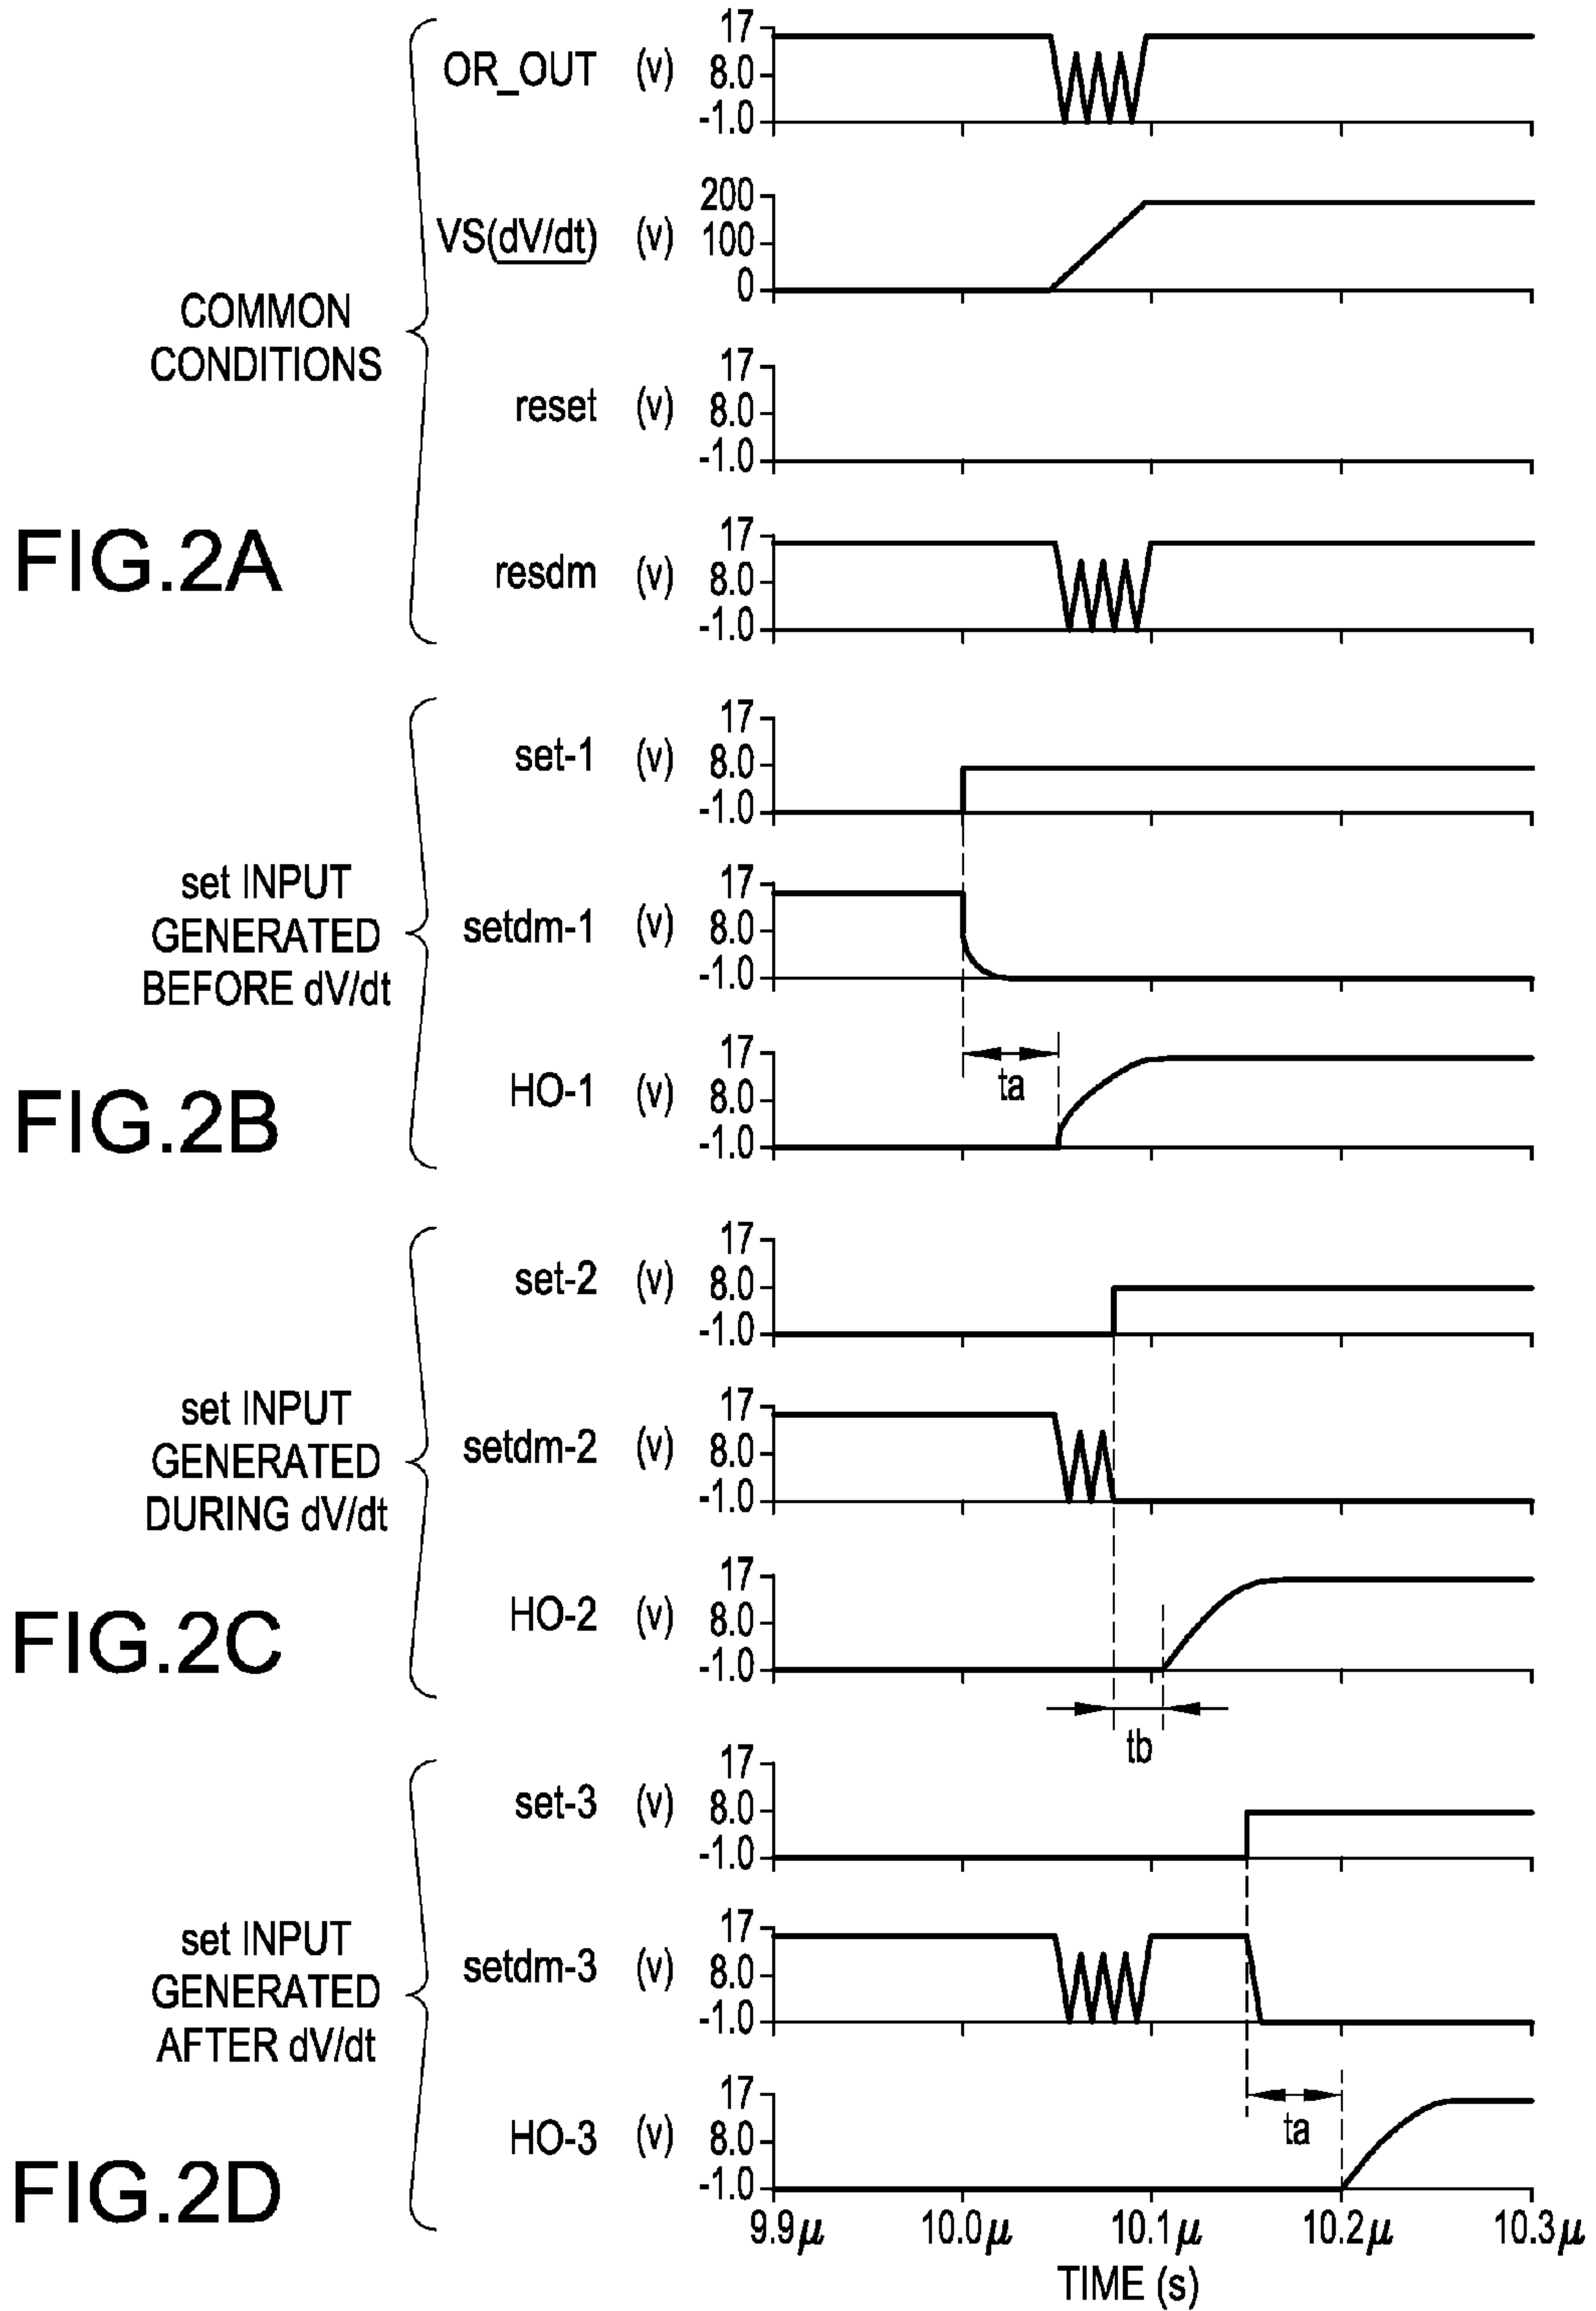 COMMON
CONDITIONS
FIG.2A
OR_OUT (v) 17 8.0 -1.0
VS(dV/dt) (v) 200 100 0
reset (v) 17 8.0 -1.0
resdm (v) 17 8.0 -1.0
set INPUT
GENERATED
BEFORE dV/dt
FIG.2B
set-1 (v) 17 8.0 -1.0
setdm-1 (v) 17 8.0 -1.0
HO-1 (v) 17 8.0 -1.0
ta
set INPUT
GENERATED
DURING dV/dt
FIG.2C
set-2 (v) 17 8.0 -1.0
setdm-2 (v) 17 8.0 -1.0
HO-2 (v) 17 8.0 -1.0
tb
set INPUT
GENERATED
AFTER dV/dt
FIG.2D
set-3 (v) 17 8.0 -1.0
setdm-3 (v) 17 8.0 -1.0
HO-3 (v) 17 8.0 -1.0
ta
9.9μ 10.0μ 10.1μ 10.2μ 10.3μ
TIME (s)